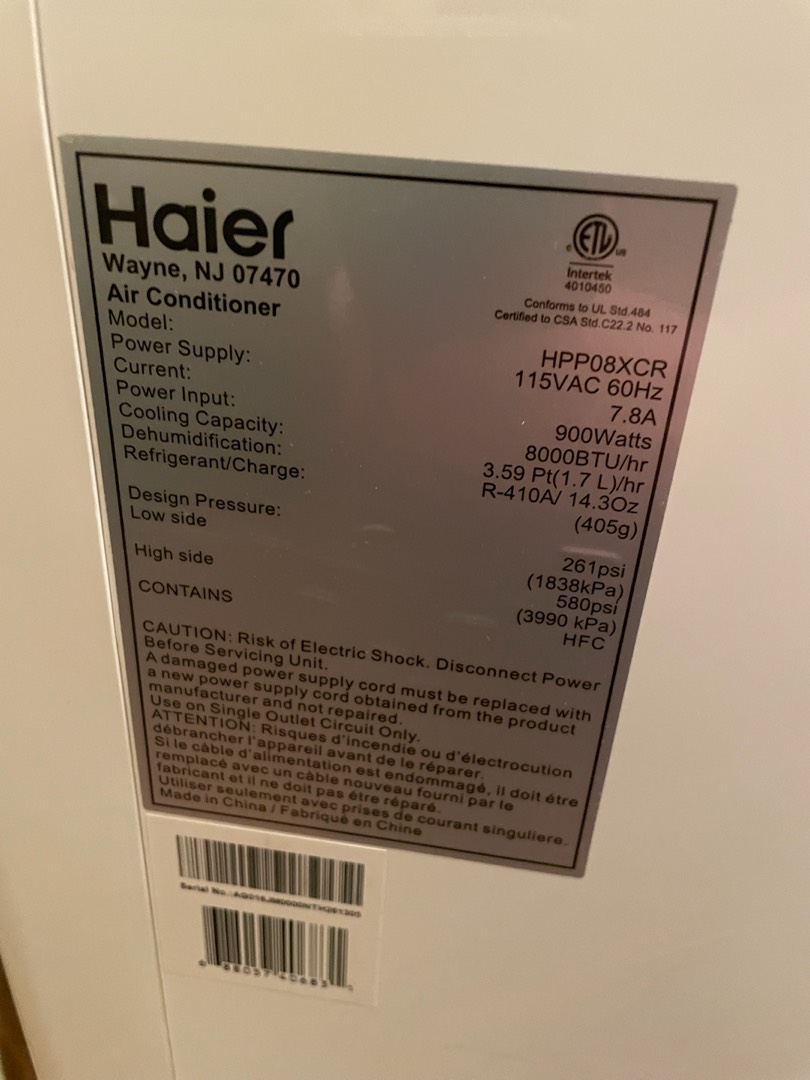 Haier
Wayne, NJ 07470
Air Conditioner
ETL
C US
Intertek
4010450
Conforms to UL Std.484
Certified to CSA Std.C22.2 No. 117
Model: HPP08XCR
Power Supply: 115VAC 60Hz
Current: 7.8A
Power Input: 900Watts
Cooling Capacity: 8000BTU/hr
Dehumidification: 3.59 Pt(1.7 L)/hr
Refrigerant/Charge: R-410A/ 14.3Oz
(405g)
Design Pressure:
Low side 261psi
(1838kPa)
High side 580psi
(3990 kPa)
CONTAINS HFC
CAUTION: Risk of Electric Shock. Disconnect Power
Before Servicing Unit.
A damaged power supply cord must be replaced with
a new power supply cord obtained from the product
manufacturer and not repaired.
Use on Single Outlet Circuit Only.
ATTENTION: Risques d'incendie ou d'électrocution
débrancher l'appareil avant de le réparer.
Si le câble d'alimentation est endommagé, il doit étre
remplacé avec un câble nouveau fourni par le
fabricant et il ne doit pas étre réparé.
Utiliser seulement avec prises de courant singuliere.
Made in China / Fabriqué en Chine
Serial No.: